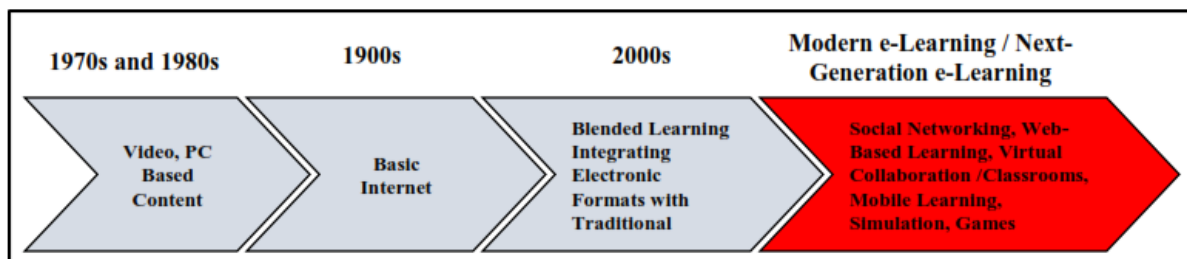 1970s and 1980s
Video, PC
Based
Content
1900s
Basic
Internet
2000s
Blended Learning
Integrating
Electronic
Formats with
Traditional
Modern e-Learning / Next-
Generation e-Learning
Social Networking, Web-
Based Learning, Virtual
Collaboration /Classrooms,
Mobile Learning,
Simulation, Games